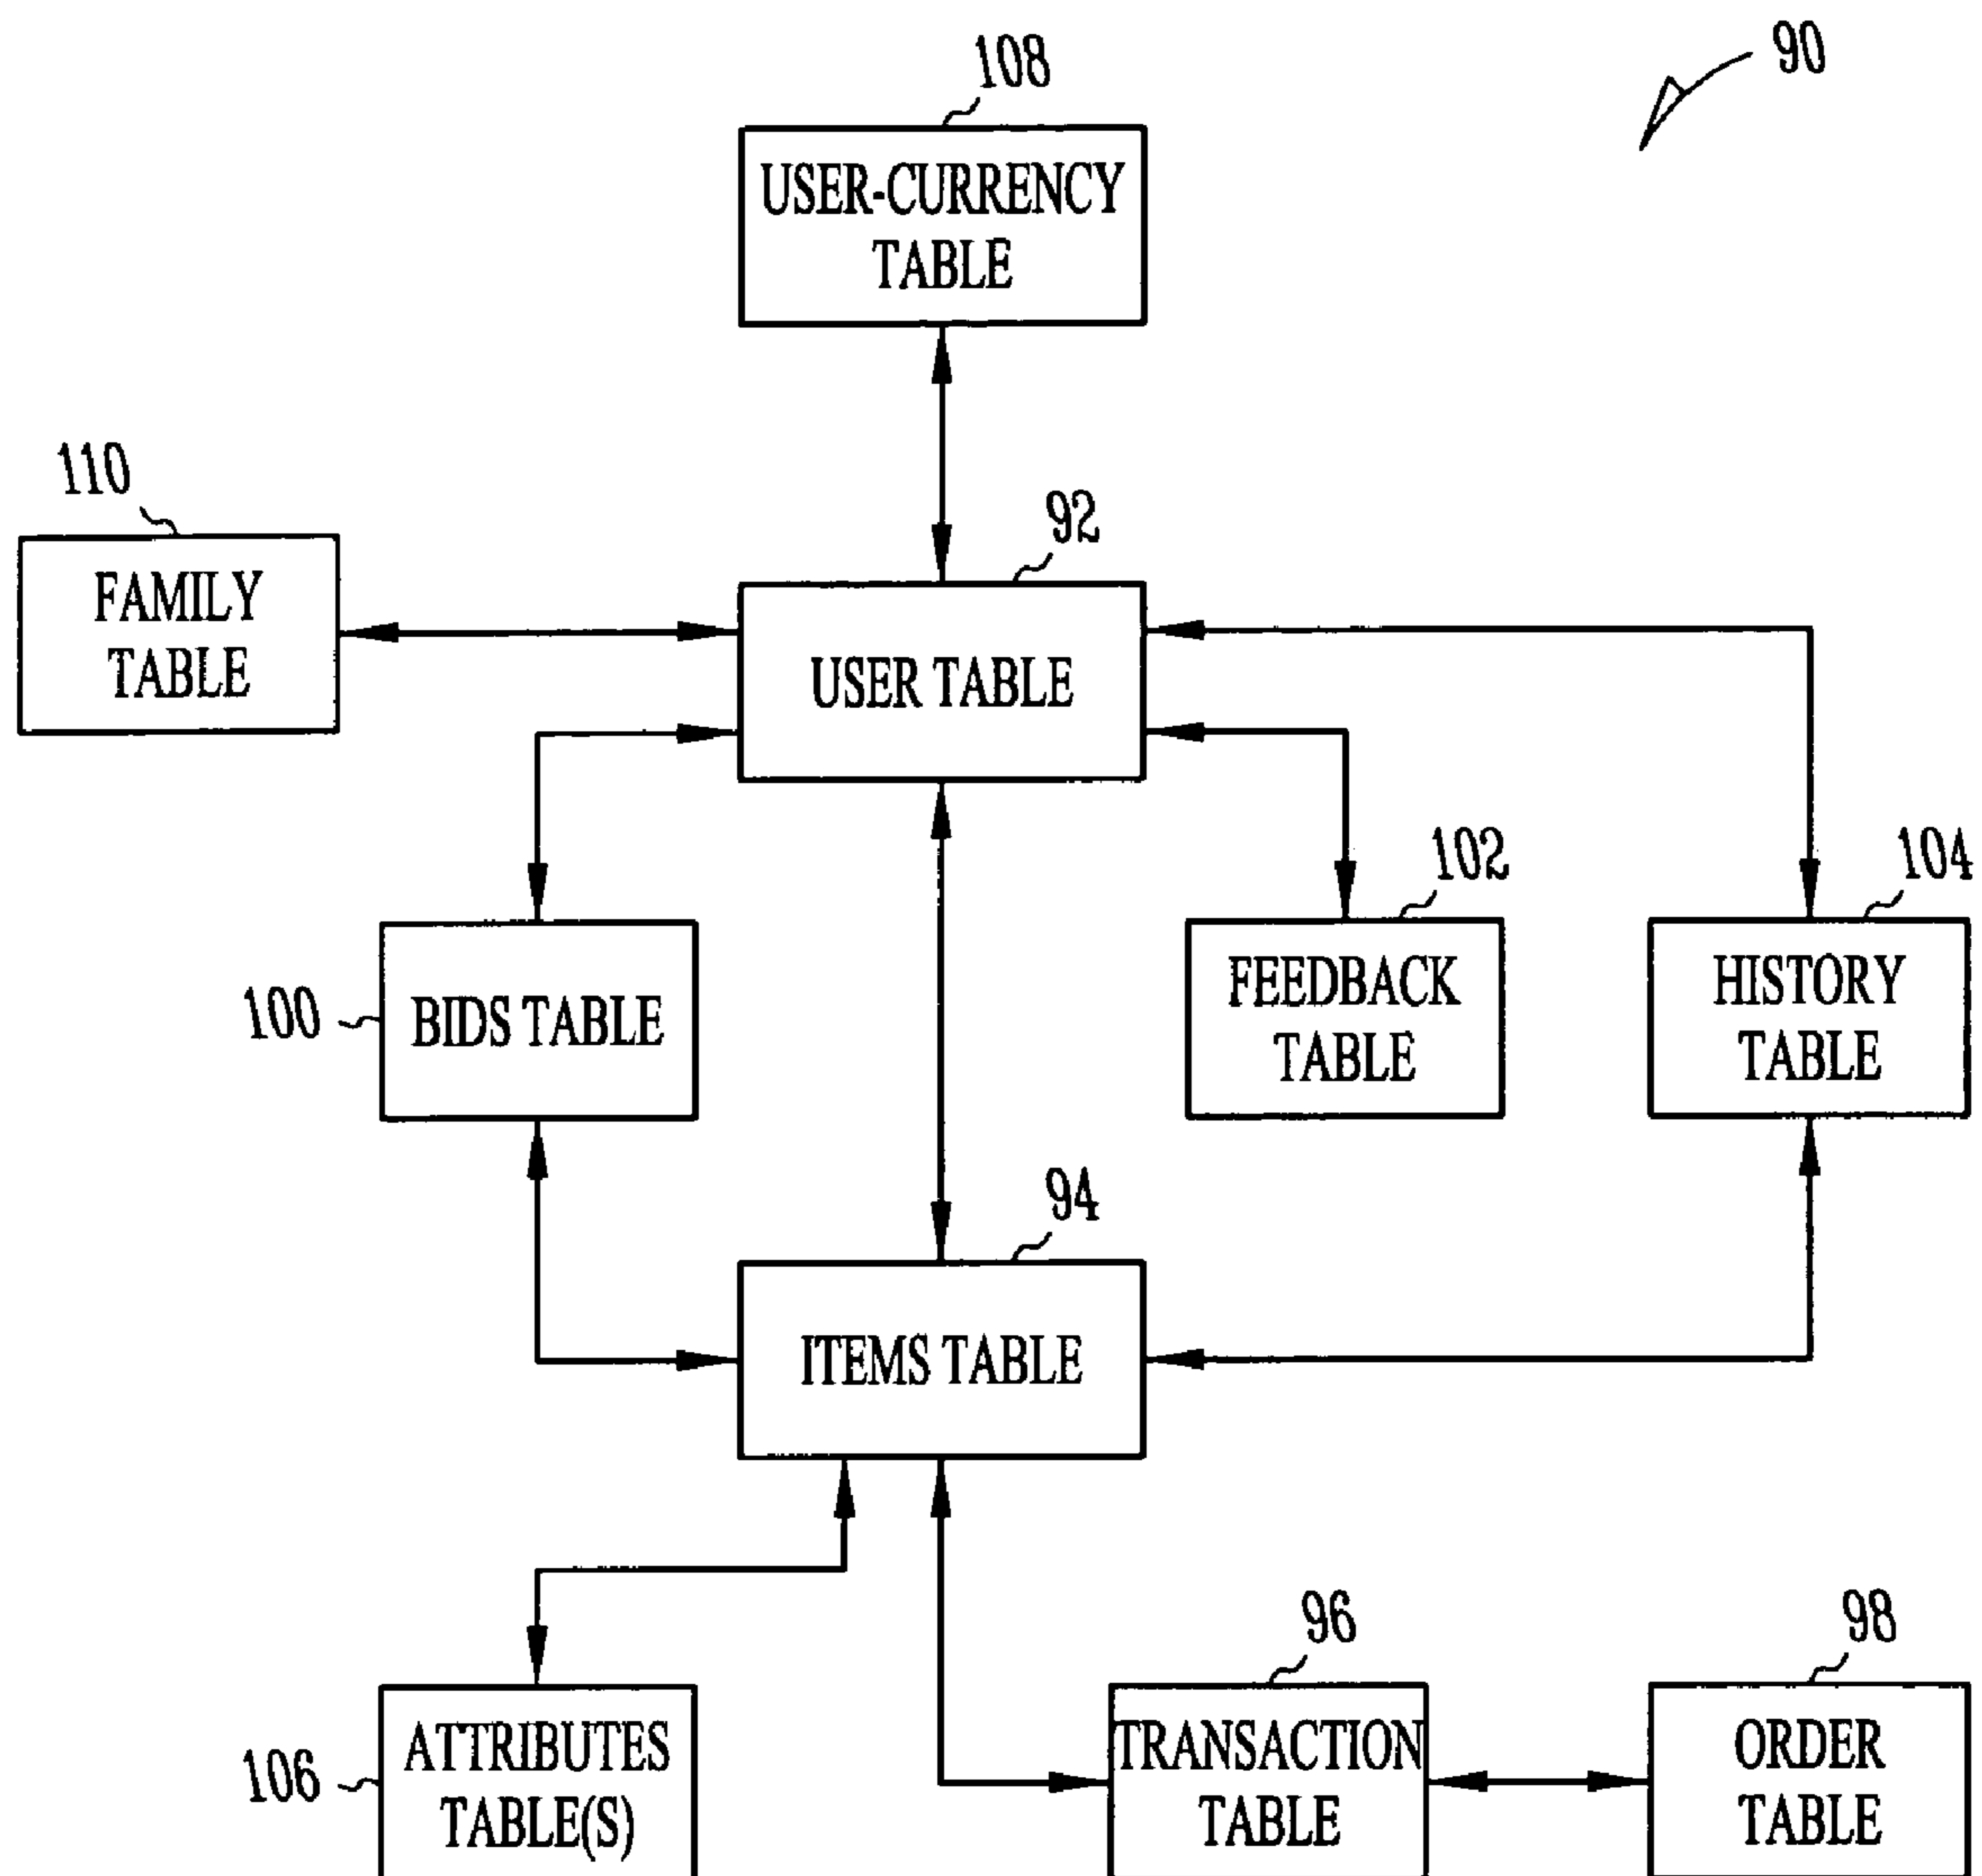 108
90
USER-CURRENCY
TABLE
110
FAMILY
TABLE
92
USER TABLE
102
104
100
BIDS TABLE
FEEDBACK
TABLE
HISTORY
TABLE
94
ITEMS TABLE
96
98
106
ATTRIBUTES
TABLE(S)
TRANSACTION
TABLE
ORDER
TABLE